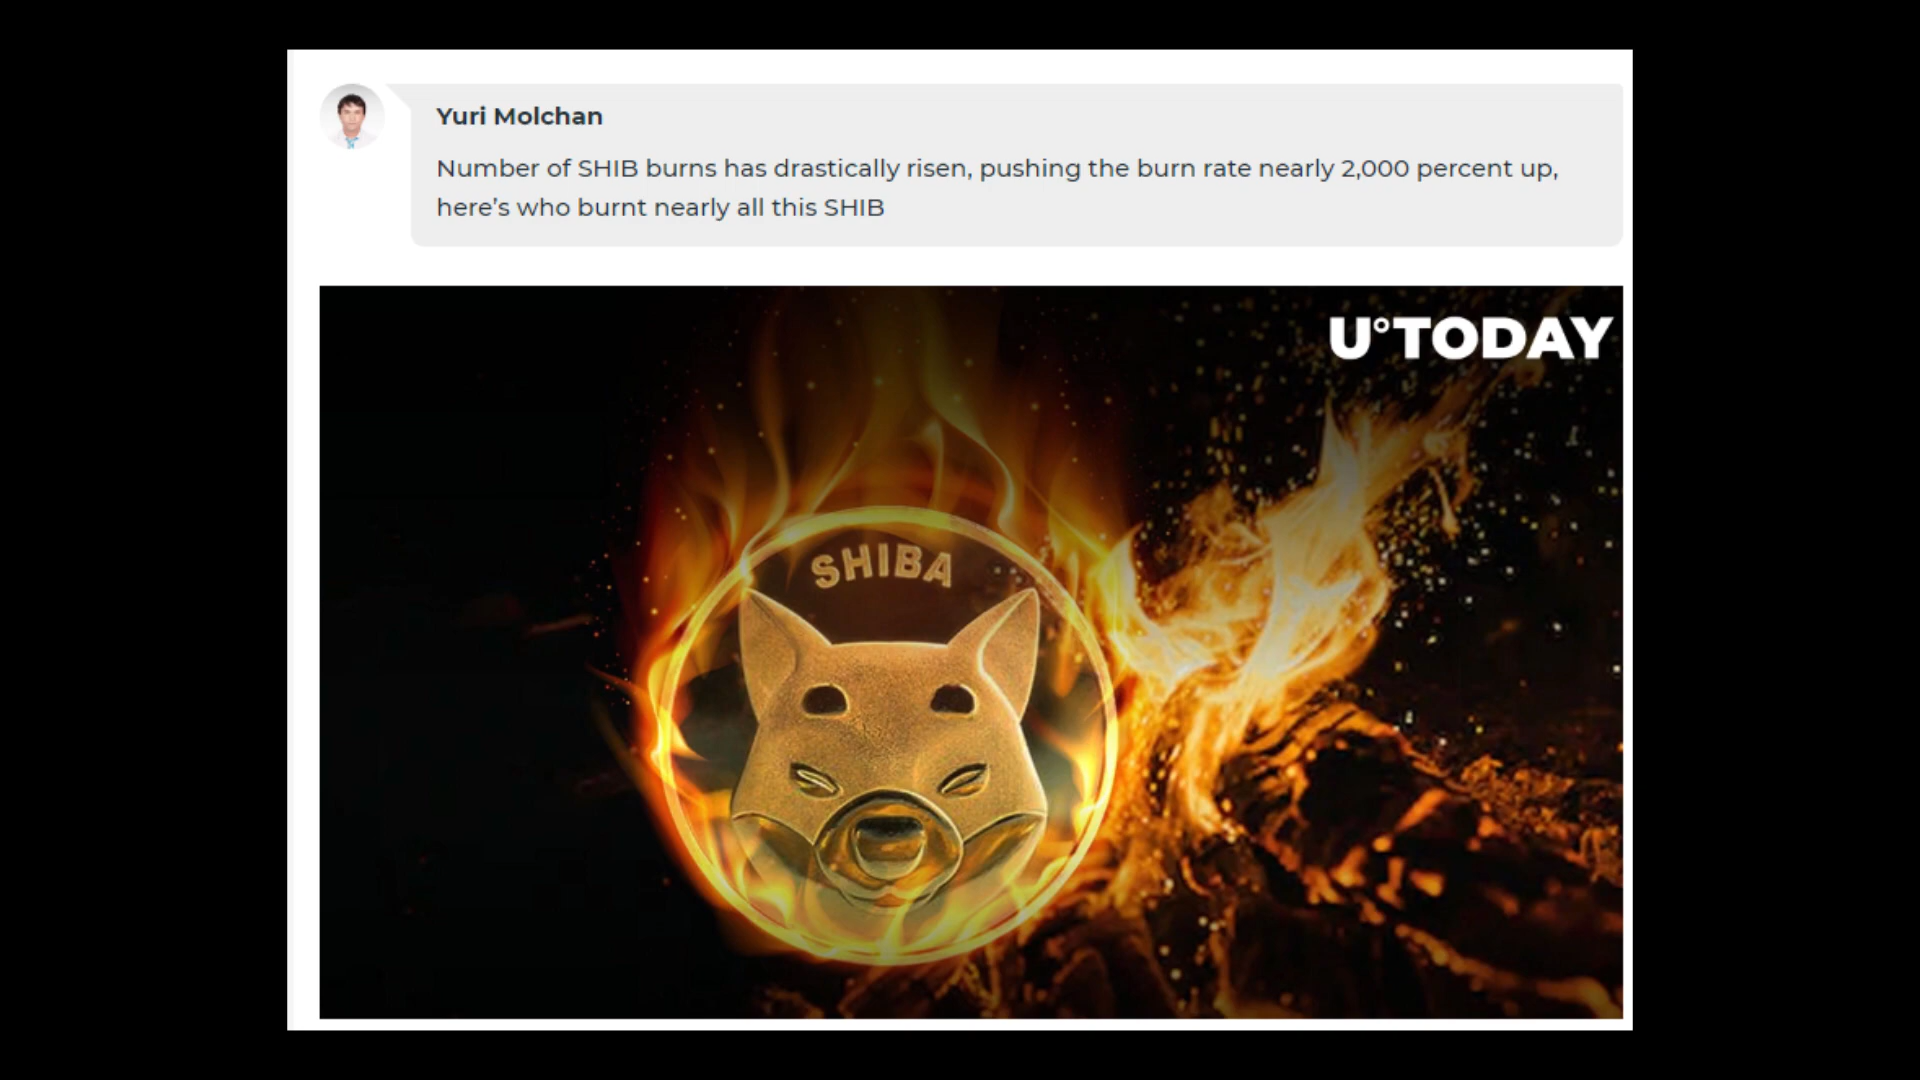 Yuri Molchan
Number of SHIB burns has drastically risen, pushing the burn rate nearly 2,000 percent up,
here’s who burnt nearly all this SHIB
U°TODAY
SHIBA